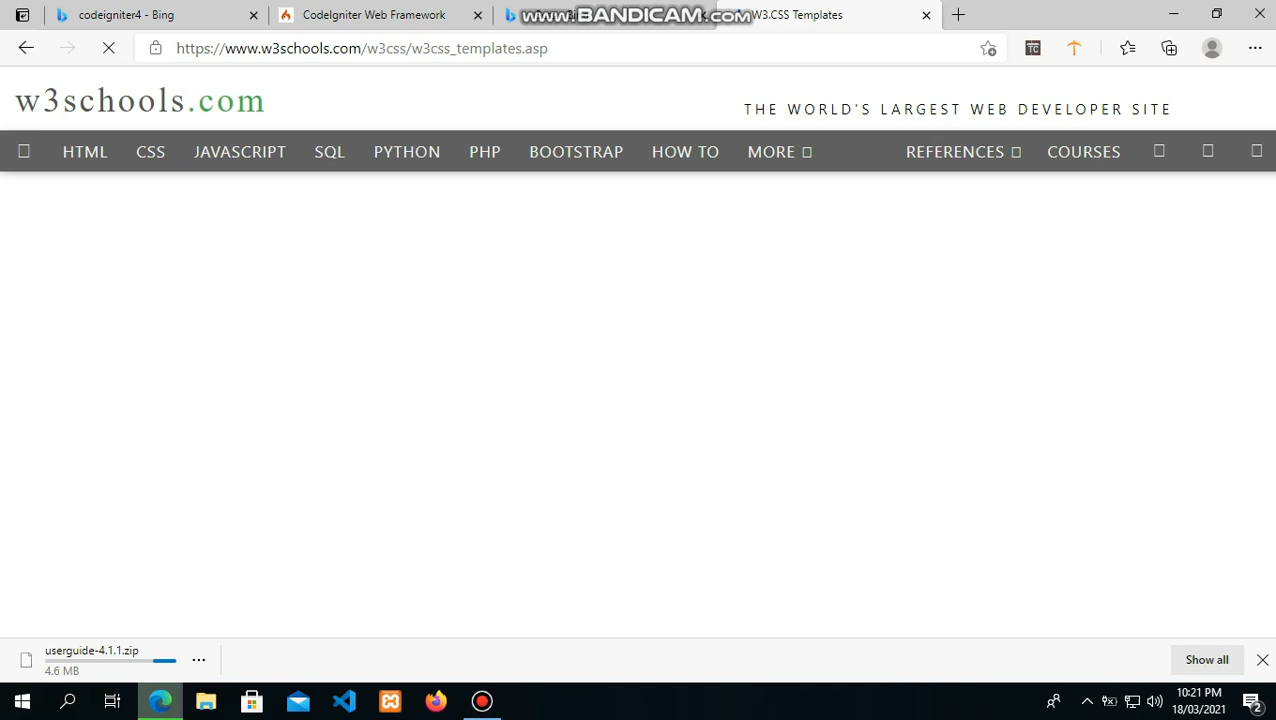 codeigniter4 - Bing
CodeIgniter Web Framework
www.BANDICAM.com
W3.CSS Templates
https://www.w3schools.com/w3css/w3css_templates.asp
TC
w3schools.com
THE WORLD'S LARGEST WEB DEVELOPER SITE
HTML CSS JAVASCRIPT SQL PYTHON PHP BOOTSTRAP HOW TO MORE REFERENCES COURSES
userguide-4.1.1.zip
4.6 MB
Show all
10:21 PM
18/03/2021
2